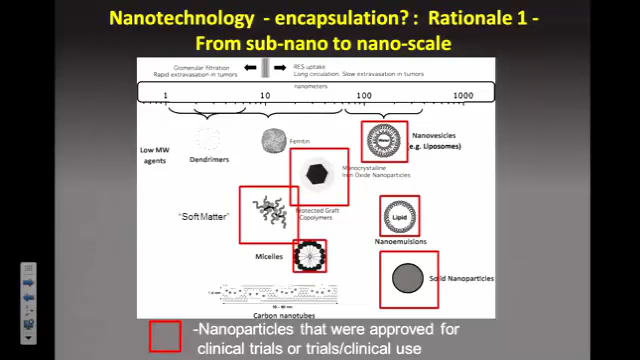 Nanotechnology - encapsulation? : Rationale 1 -
From sub-nano to nano-scale
Glomerular filtration
Rapid extravasation in tumors
RES uptake
Long circulation, Slow extravasation in tumors
nanometers
1 10 100 1000
Low MW
agents
Dendrimers
Ferritin
Water
Nanovesicles
(e.g. Liposomes)
Monocrystalline
Iron Oxide Nanoparticles
"Soft Matter"
Protected Graft
Copolymers
Lipid
Nanoemulsions
Micelles
Solid Nanoparticles
Carbon nanotubes
-Nanoparticles that were approved for
clinical trials or trials/clinical use